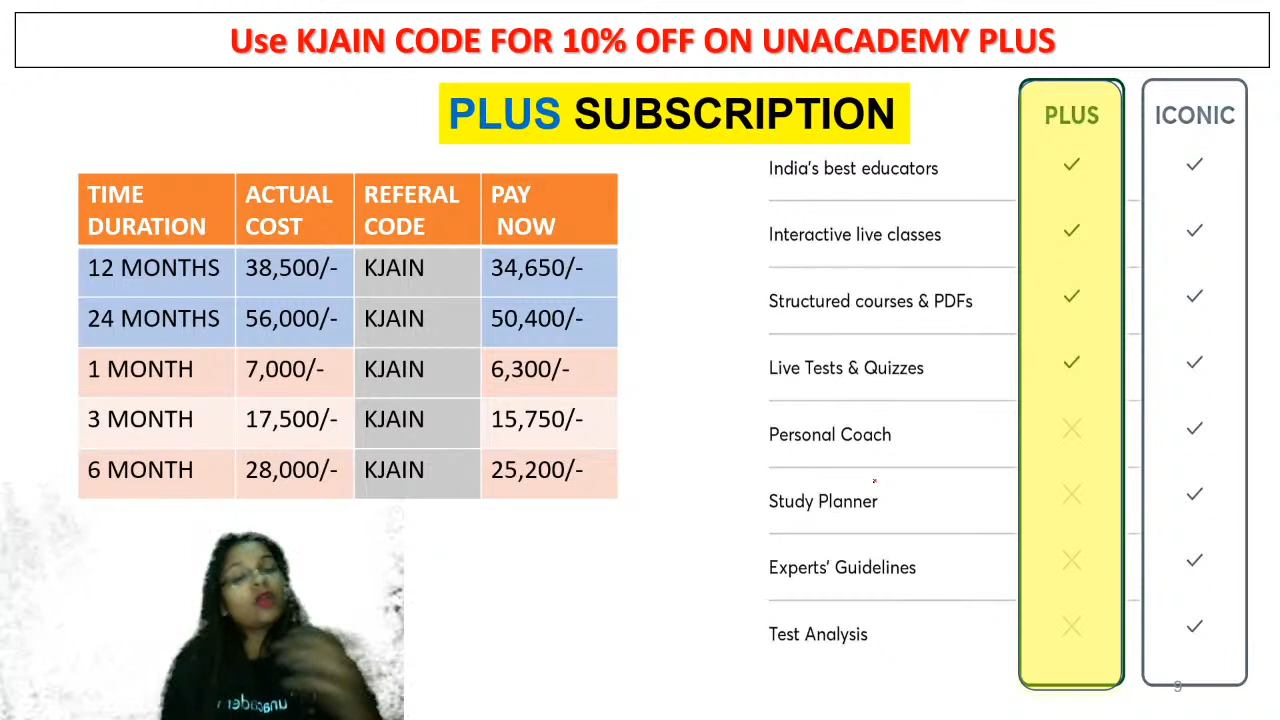 Use KJAIN CODE FOR 10% OFF ON UNACADEMY PLUS
PLUS SUBSCRIPTION
TIME DURATION ACTUAL COST REFERAL CODE PAY NOW
12 MONTHS 38,500/- KJAIN 34,650/-
24 MONTHS 56,000/- KJAIN 50,400/-
1 MONTH 7,000/- KJAIN 6,300/-
3 MONTH 17,500/- KJAIN 15,750/-
6 MONTH 28,000/- KJAIN 25,200/-
PLUS ICONIC
India's best educators
Interactive live classes
Structured courses & PDFs
Live Tests & Quizzes
Personal Coach
Study Planner
Experts' Guidelines
Test Analysis
9